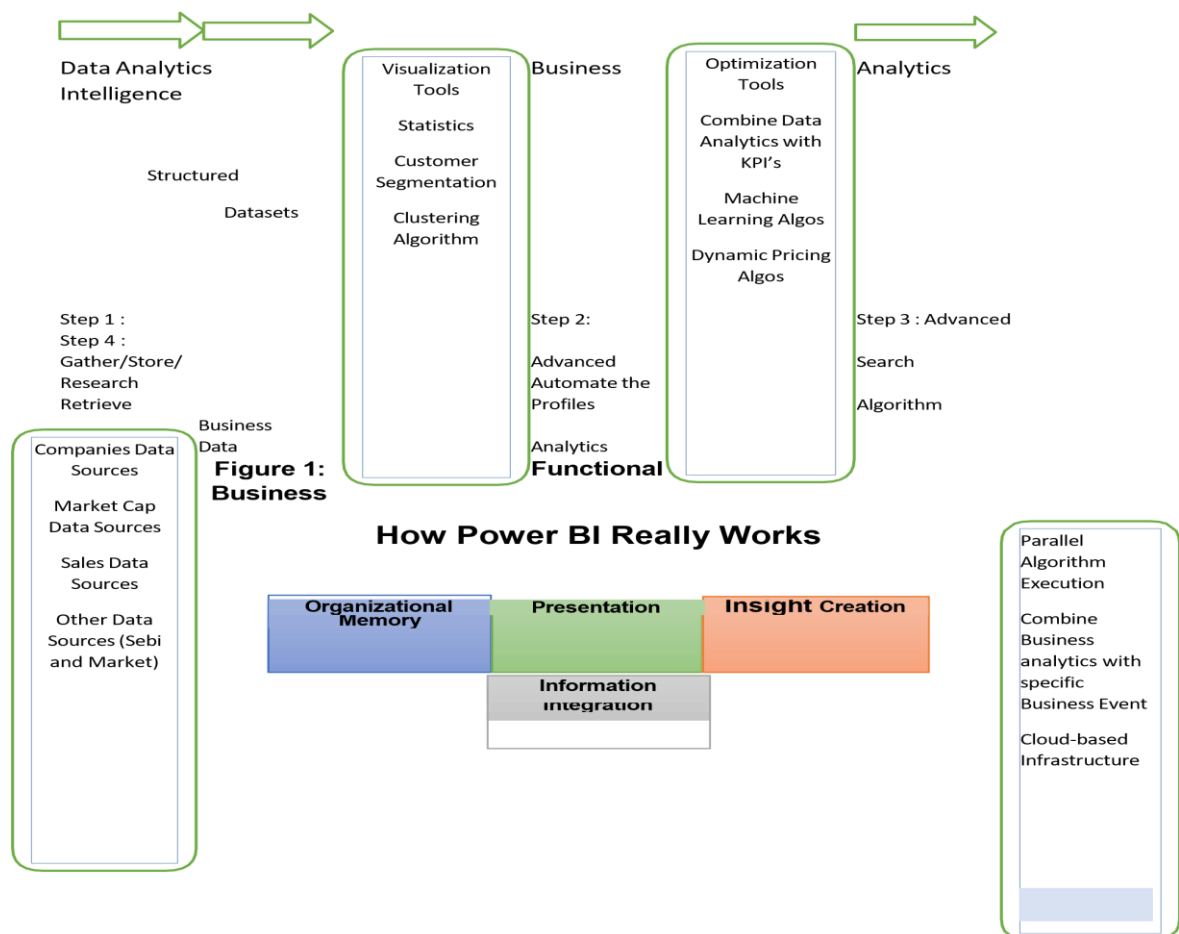 Data Analytics
Intelligence
Visualization
Tools
Statistics
Customer
Segmentation
Clustering
Algorithm
Business
Optimization
Tools
Combine Data
Analytics with
KPI’s
Machine
Learning Algos
Dynamic Pricing
Algos
Analytics
Structured
Datasets
Step 1 :
Step 4 :
Gather/Store/
Research
Retrieve
Business
Data
Step 2:
Advanced
Automate the
Profiles
Analytics
Step 3 : Advanced
Search
Algorithm
Companies Data
Sources
Market Cap
Data Sources
Sales Data
Sources
Other Data
Sources (Sebi
and Market)
Figure 1:
Business
Functional
How Power BI Really Works
Organizational
Memory
Presentation
Insight Creation
Information
Integration
Parallel
Algorithm
Execution
Combine
Business
analytics with
specific
Business Event
Cloud-based
Infrastructure